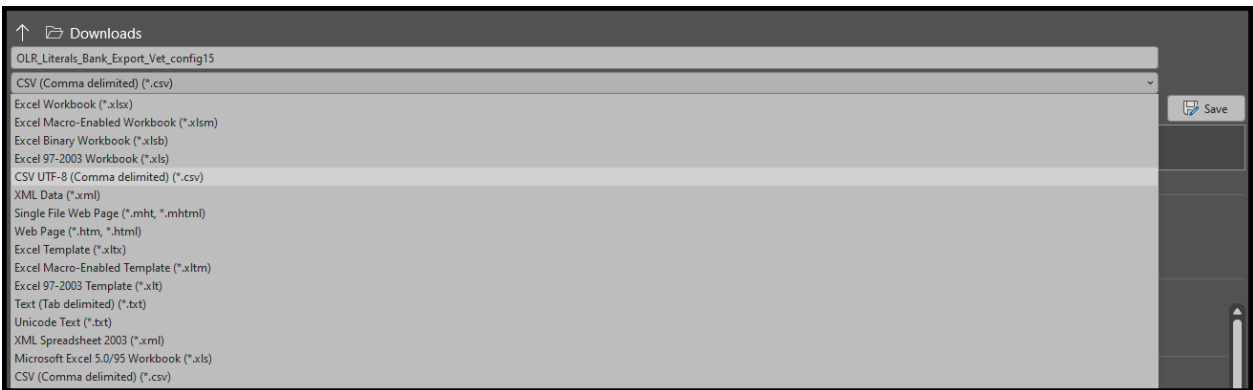 Downloads
OLR_Literals_Bank_Export_Vet_config15
CSV (Comma delimited) (*.csv)
Excel Workbook (*.xlsx)
Save
Excel Macro-Enabled Workbook (*.xlsm)
Excel Binary Workbook (*.xlsb)
Excel 97-2003 Workbook (*.xls)
CSV UTF-8 (Comma delimited) (*.csv)
XML Data (*.xml)
Single File Web Page (*.mht, *.mhtml)
Web Page (*.htm, *.html)
Excel Template (*.xltx)
Excel Macro-Enabled Template (*.xltm)
Excel 97-2003 Template (*.xlt)
Text (Tab delimited) (*.txt)
Unicode Text (*.txt)
XML Spreadsheet 2003 (*.xml)
Microsoft Excel 5.0/95 Workbook (*.xls)
CSV (Comma delimited) (*.csv)